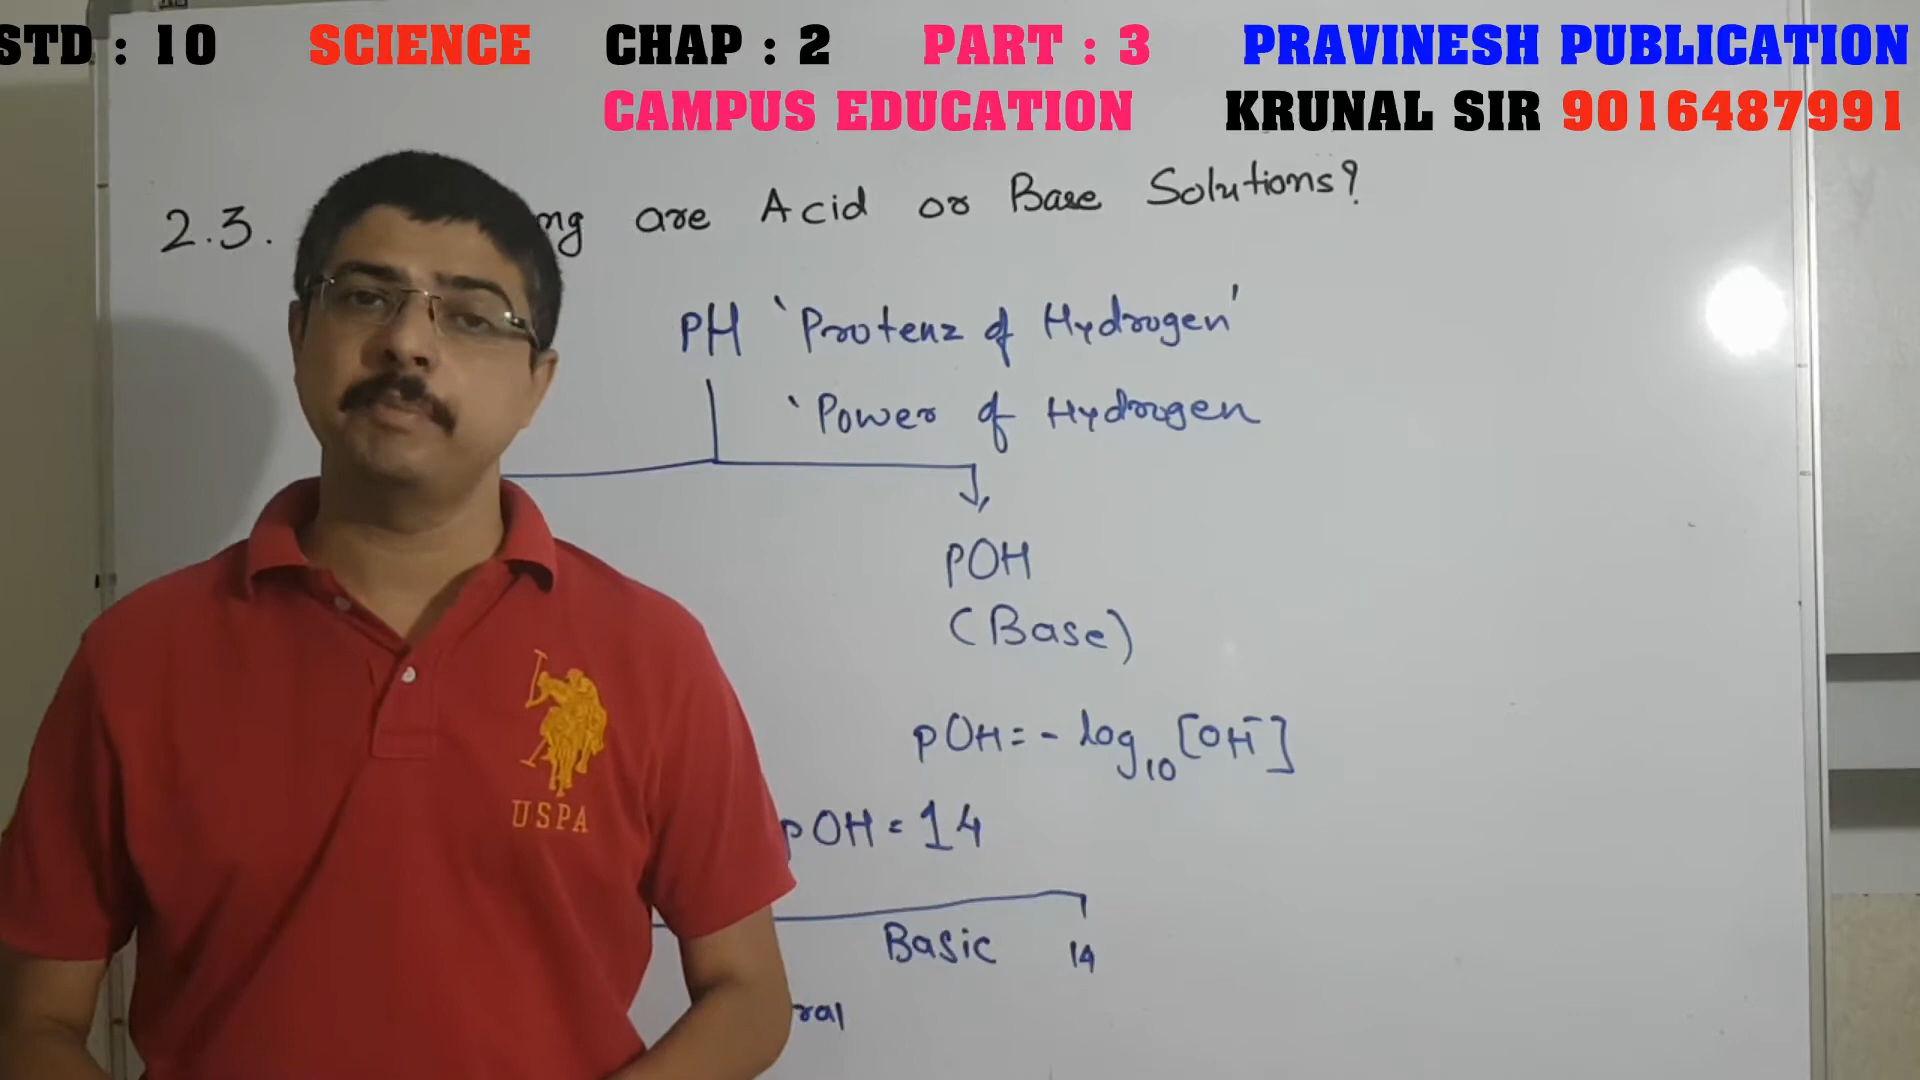 STD : 10 SCIENCE CHAP : 2 PART : 3 PRAVINESH PUBLICATION
CAMPUS EDUCATION KRUNAL SIR 9016487991
2.3. ng are Acid or Base Solutions?
PH 'Protenz of Hydrogen'
'Power of Hydrogen
POH
(Base)
pOH = - log10 [OH-]
pOH = 14
Basic 14
ral
USPA